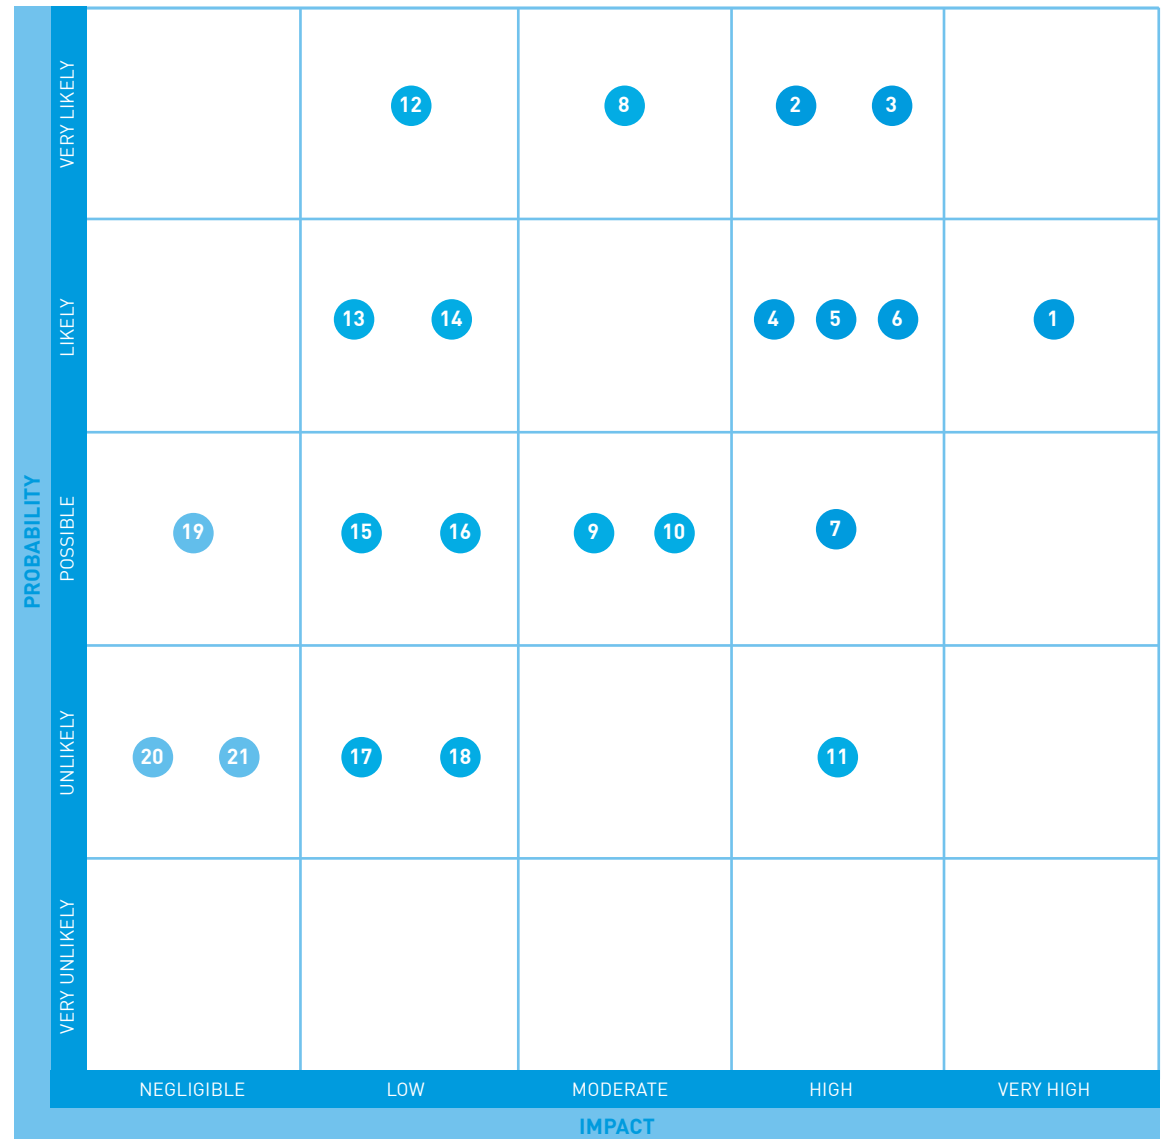 PROBABILITY
VERY LIKELY
12
8
2
3
LIKELY
13
14
4
5
6
1
POSSIBLE
19
15
16
9
10
7
UNLIKELY
20
21
17
18
11
VERY UNLIKELY
NEGLIGIBLE
LOW
MODERATE
HIGH
VERY HIGH
IMPACT